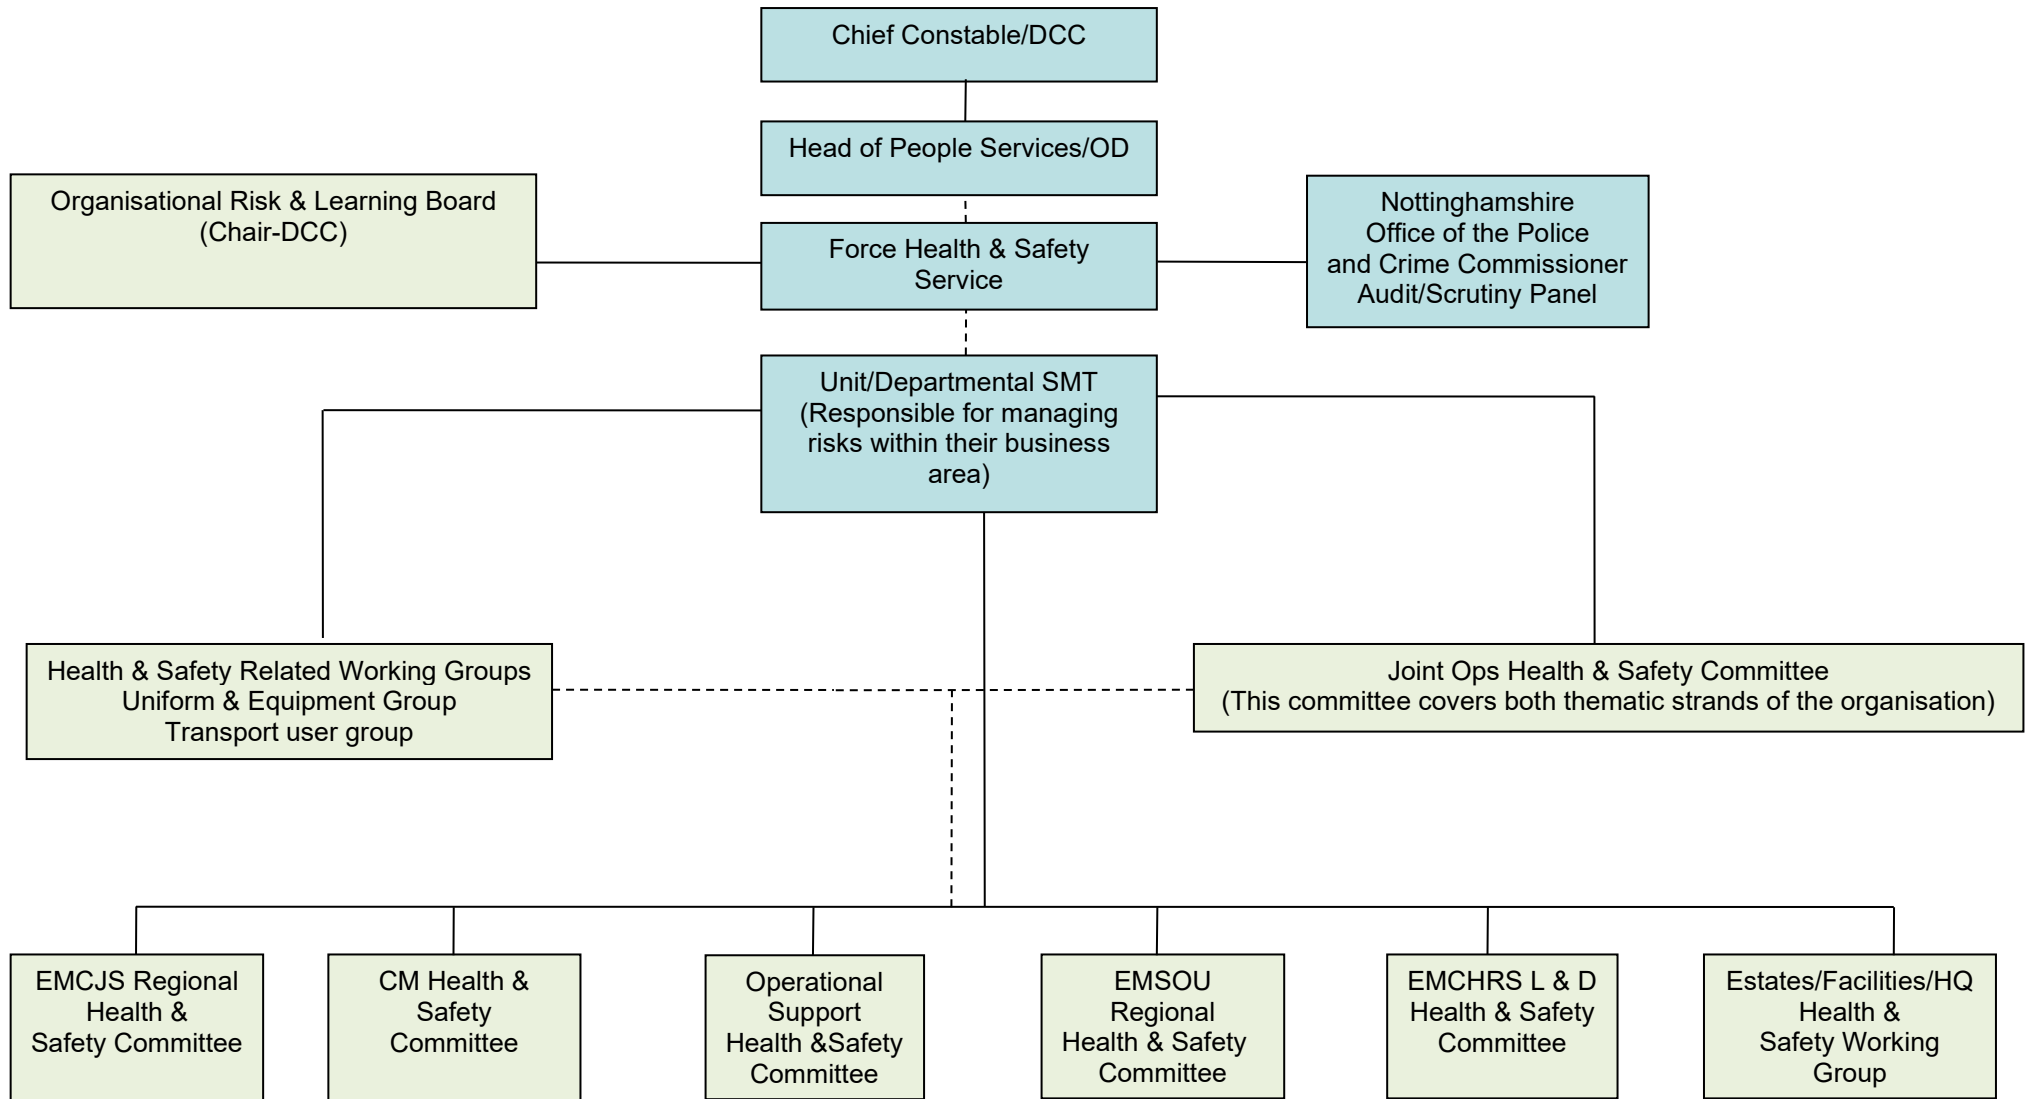 Chief Constable/DCC
Head of People Services/OD
Organisational Risk & Learning Board
(Chair-DCC)
Force Health & Safety
Service
Nottinghamshire
Office of the Police
and Crime Commissioner
Audit/Scrutiny Panel
Unit/Departmental SMT
(Responsible for managing
risks within their business
area)
Health & Safety Related Working Groups
Uniform & Equipment Group
Transport user group
Joint Ops Health & Safety Committee
(This committee covers both thematic strands of the organisation)
EMCJS Regional
Health &
Safety Committee
CM Health &
Safety
Committee
Operational
Support
Health &Safety
Committee
EMSOU
Regional
Health & Safety
Committee
EMCHRS L & D
Health & Safety
Committee
Estates/Facilities/HQ
Health &
Safety Working
Group